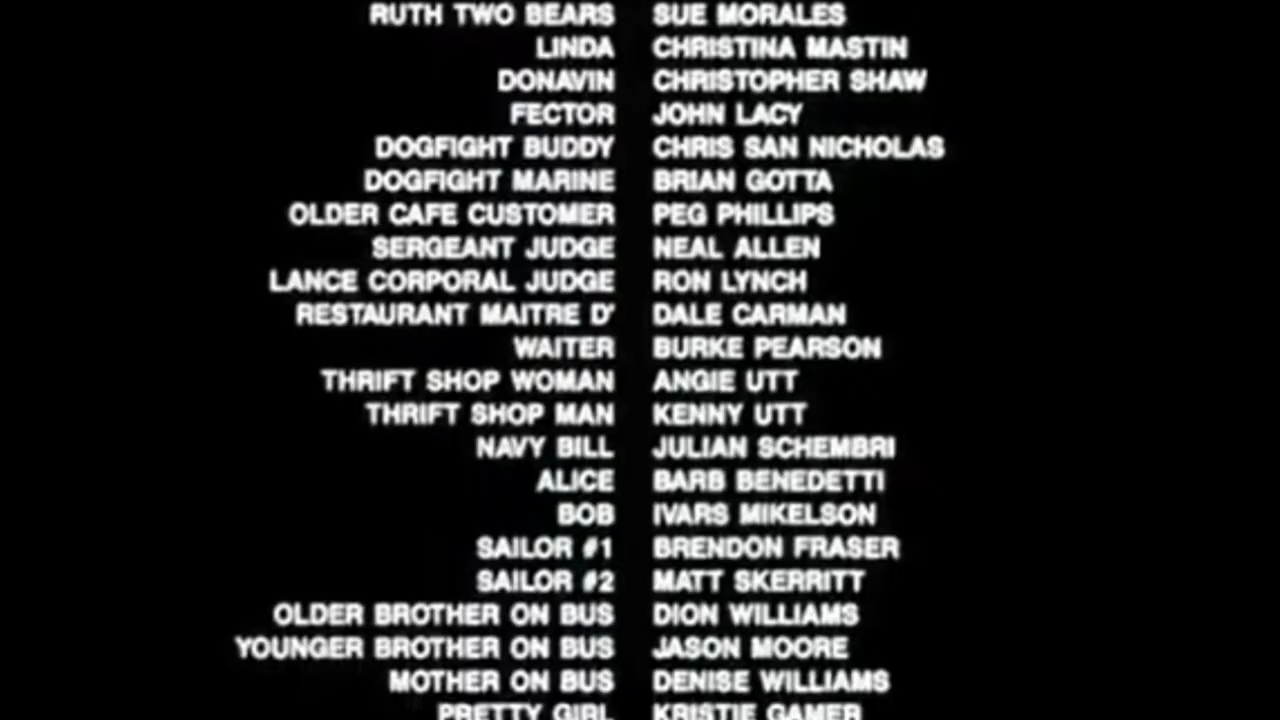 RUTH TWO BEARS SUE MORALES
LINDA CHRISTINA MASTIN
DONAVIN CHRISTOPHER SHAW
FECTOR JOHN LACY
DOGFIGHT BUDDY CHRIS SAN NICHOLAS
DOGFIGHT MARINE BRIAN GOTTA
OLDER CAFE CUSTOMER PEG PHILLIPS
SERGEANT JUDGE NEAL ALLEN
LANCE CORPORAL JUDGE RON LYNCH
RESTAURANT MAITRE D' DALE CARMAN
WAITER BURKE PEARSON
THRIFT SHOP WOMAN ANGIE UTT
THRIFT SHOP MAN KENNY UTT
NAVY BILL JULIAN SCHEMBRI
ALICE BARB BENEDETTI
BOB IVARS MIKELSON
SAILOR #1 BRENDON FRASER
SAILOR #2 MATT SKERRITT
OLDER BROTHER ON BUS DION WILLIAMS
YOUNGER BROTHER ON BUS JASON MOORE
MOTHER ON BUS DENISE WILLIAMS
PRETTY GIRL KRISTIE GAMER